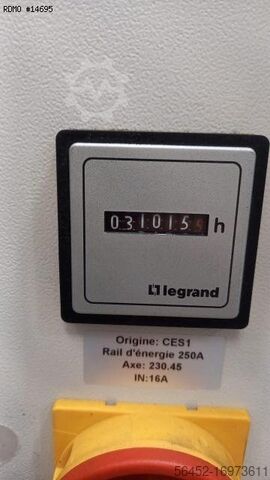 RDMO #14695
031015 h
legrand
Origine: CES1
Rail d'énergie 250A
Axe: 230.45
IN:16A
56452-16973611